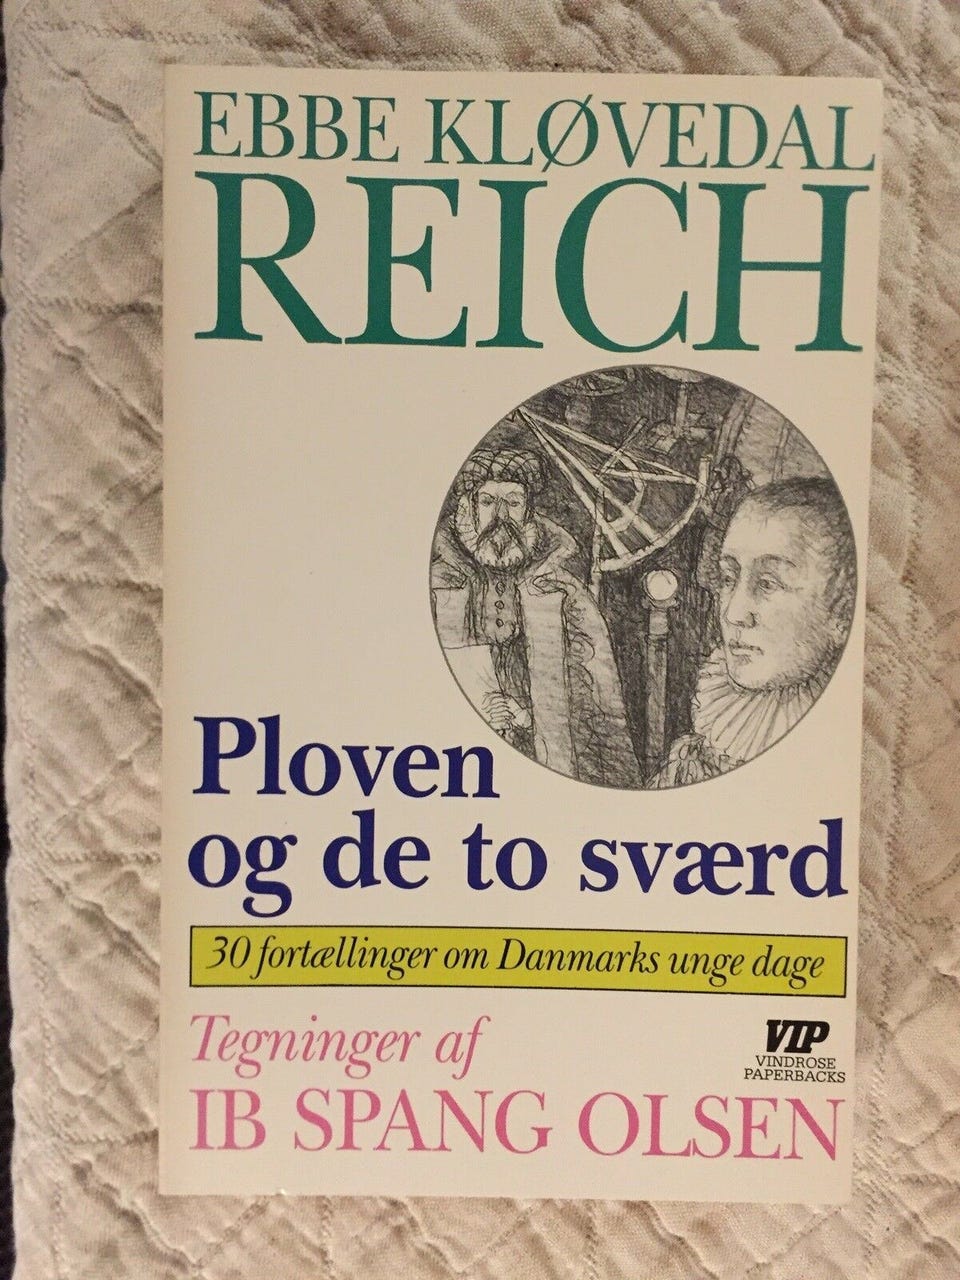 EBBE KLØVEDAL
REICH
Ploven
og de to sværd
30 fortællinger om Danmarks unge dage
Tegninger af
IB SPANG OLSEN
VIP
VINDROSE
PAPERBACKS